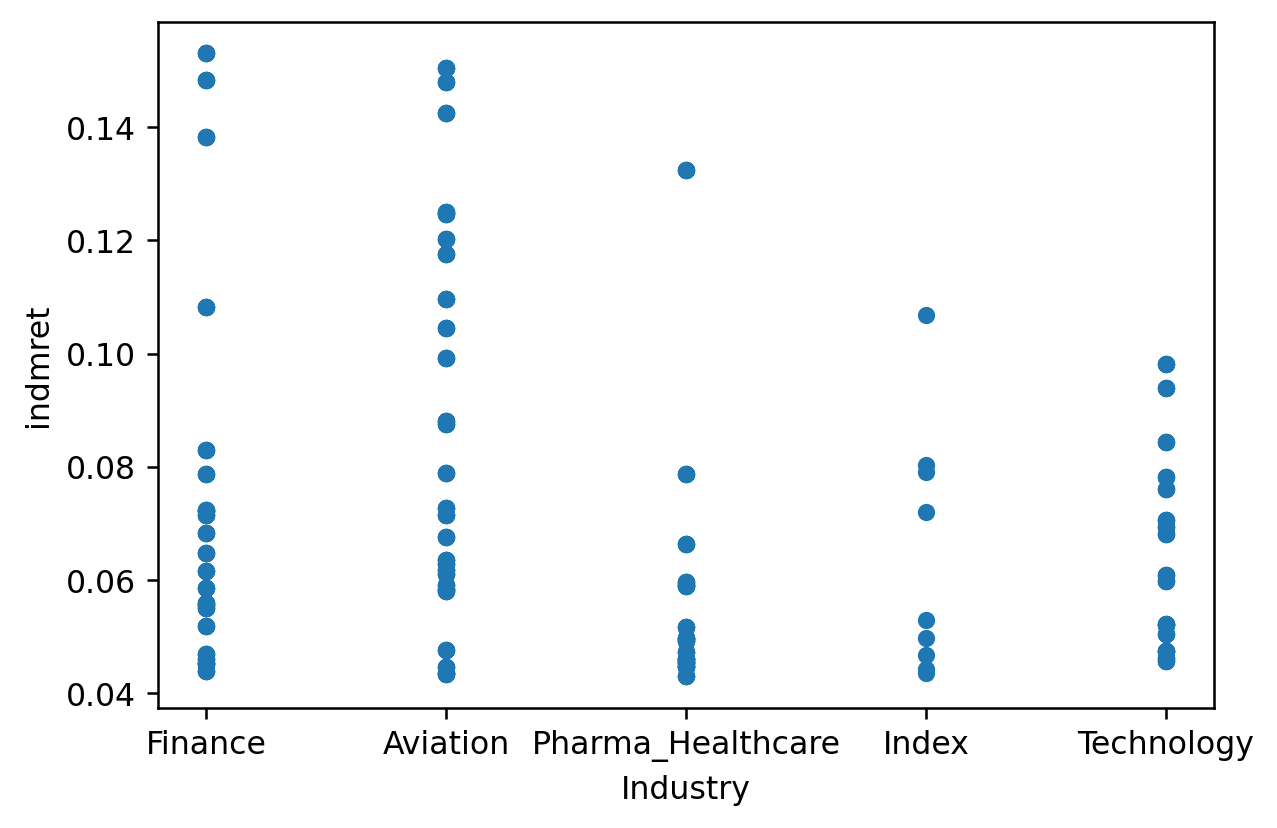 0.14
0.12
0.10
0.08
0.06
0.04
indmret
Finance Aviation Pharma_Healthcare Index Technology
Industry